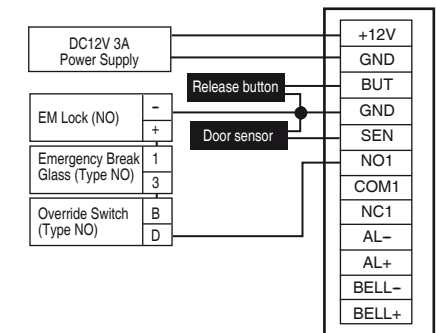 DC12V 3A
Power Supply
Release button
EM Lock (NO)
−
+
Door sensor
Emergency Break
Glass (Type NO)
1
3
Override Switch
(Type NO)
B
D
+12V
GND
BUT
GND
SEN
NO1
COM1
NC1
AL−
AL+
BELL−
BELL+